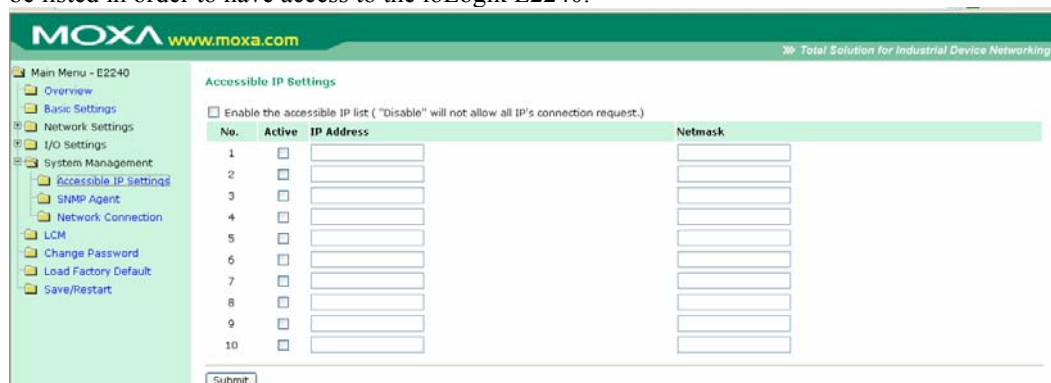 be listed in order to have access to the ioLogik E2240.
MOXA www.moxa.com
Total Solution for Industrial Device Networking
Main Menu - E2240
Overview
Basic Settings
Network Settings
I/O Settings
System Management
Accessible IP Settings
SNMP Agent
Network Connection
LCM
Change Password
Load Factory Default
Save/Restart
Accessible IP Settings
Enable the accessible IP list ( "Disable" will not allow all IP's connection request.)
No. Active IP Address Netmask
1
2
3
4
5
6
7
8
9
10
Submit